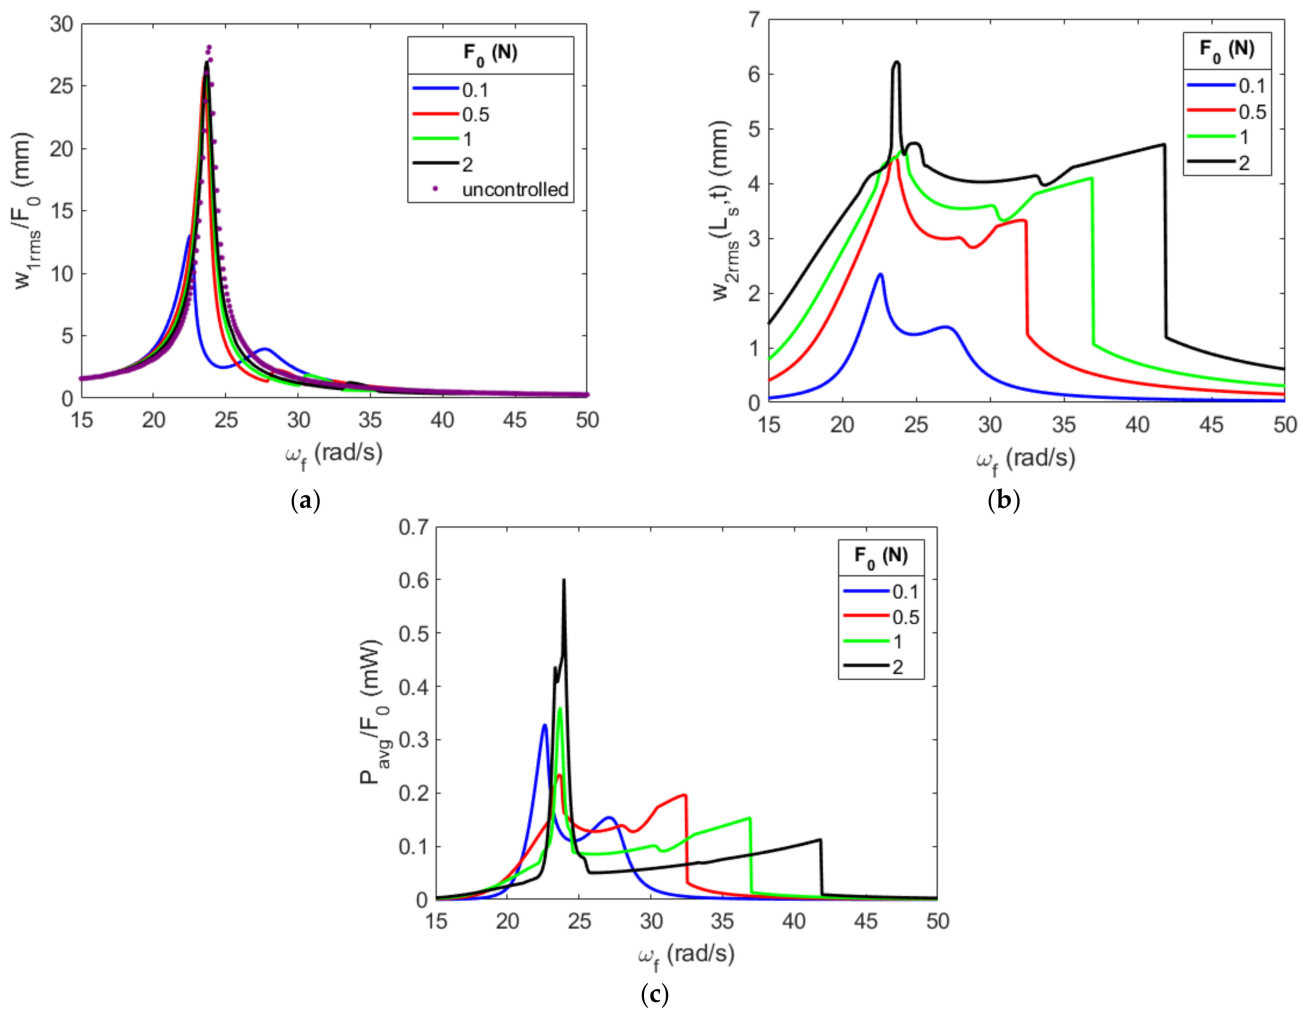 30
25
20
15
10
5
0
w1rms/F0 (mm)
15 20 25 30 35 40 45 50
ωf (rad/s)
F0 (N)
0.1
0.5
1
2
uncontrolled
(a)
7
6
5
4
3
2
1
0
w2rms(Ls,t) (mm)
15 20 25 30 35 40 45 50
ωf (rad/s)
F0 (N)
0.1
0.5
1
2
(b)
0.7
0.6
0.5
0.4
0.3
0.2
0.1
0
Pavg/F0 (mW)
15 20 25 30 35 40 45 50
ωf (rad/s)
F0 (N)
0.1
0.5
1
2
(c)